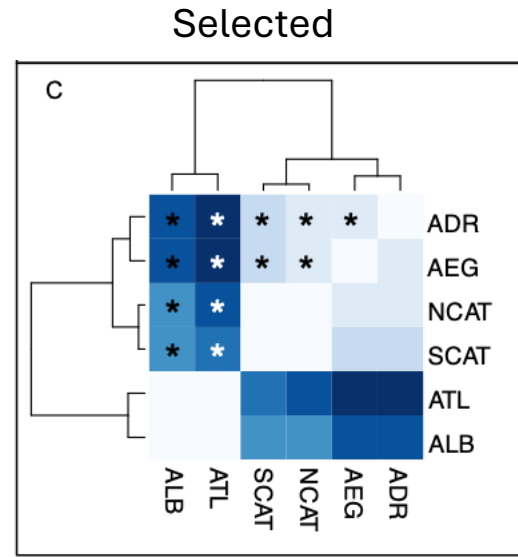 Selected
C
* * * * * ADR
* * * * AEG
* * NCAT
* * SCAT
ATL
ALB
ALB ATL SCAT NCAT AEG ADR